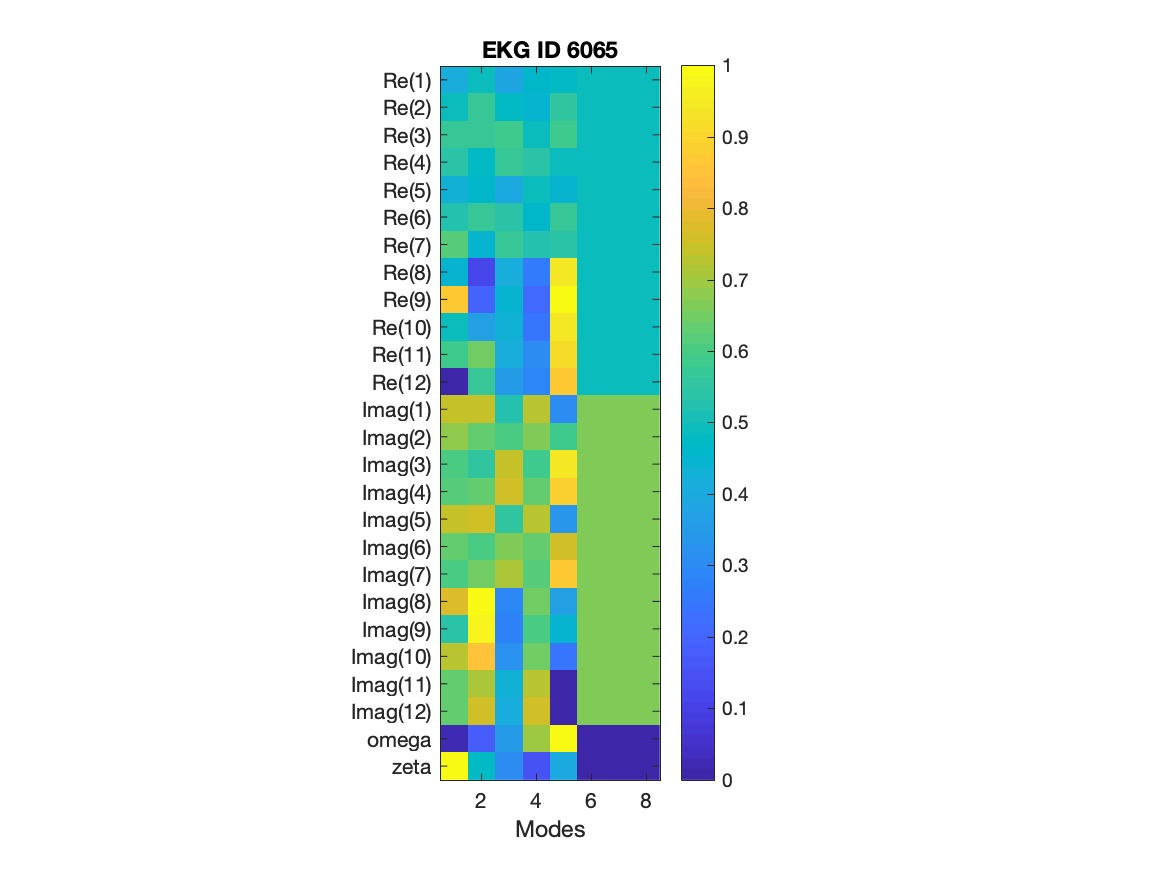 EKG ID 6065
Re(1)
Re(2)
Re(3)
Re(4)
Re(5)
Re(6)
Re(7)
Re(8)
Re(9)
Re(10)
Re(11)
Re(12)
Imag(1)
Imag(2)
Imag(3)
Imag(4)
Imag(5)
Imag(6)
Imag(7)
Imag(8)
Imag(9)
Imag(10)
Imag(11)
Imag(12)
omega
zeta
2 4 6 8
Modes
1
0.9
0.8
0.7
0.6
0.5
0.4
0.3
0.2
0.1
0